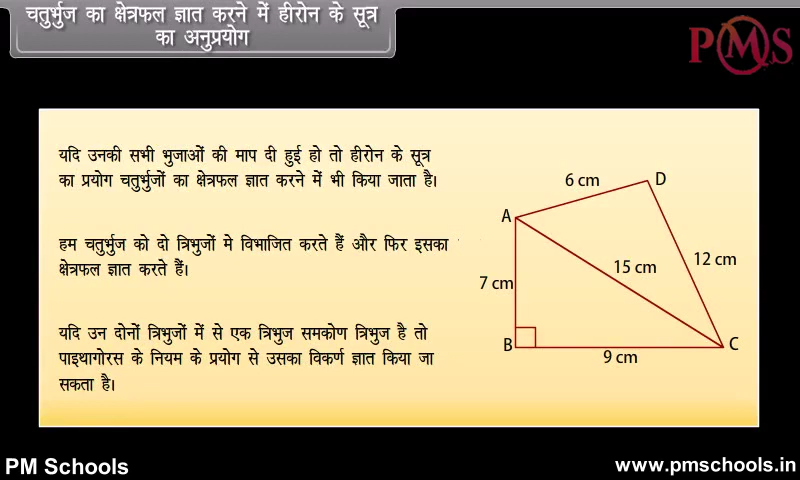 चतुर्भुज का क्षेत्रफल ज्ञात करने में हीरोन के सूत्र
का अनुप्रयोग
PMS
यदि उनकी सभी भुजाओं की माप दी हुई हो तो हीरोन के सूत्र
का प्रयोग चतुर्भुजों का क्षेत्रफल ज्ञात करने में भी किया जाता है।
हम चतुर्भुज को दो त्रिभुजों मे विभाजित करते हैं और फिर इसका
क्षेत्रफल ज्ञात करते हैं।
यदि उन दोनों त्रिभुजों में से एक त्रिभुज समकोण त्रिभुज है तो
पाइथागोरस के नियम के प्रयोग से उसका विकर्ण ज्ञात किया जा
सकता है।
6 cm
D
A
15 cm
12 cm
7 cm
B
C
9 cm
PM Schools
www.pmschools.in